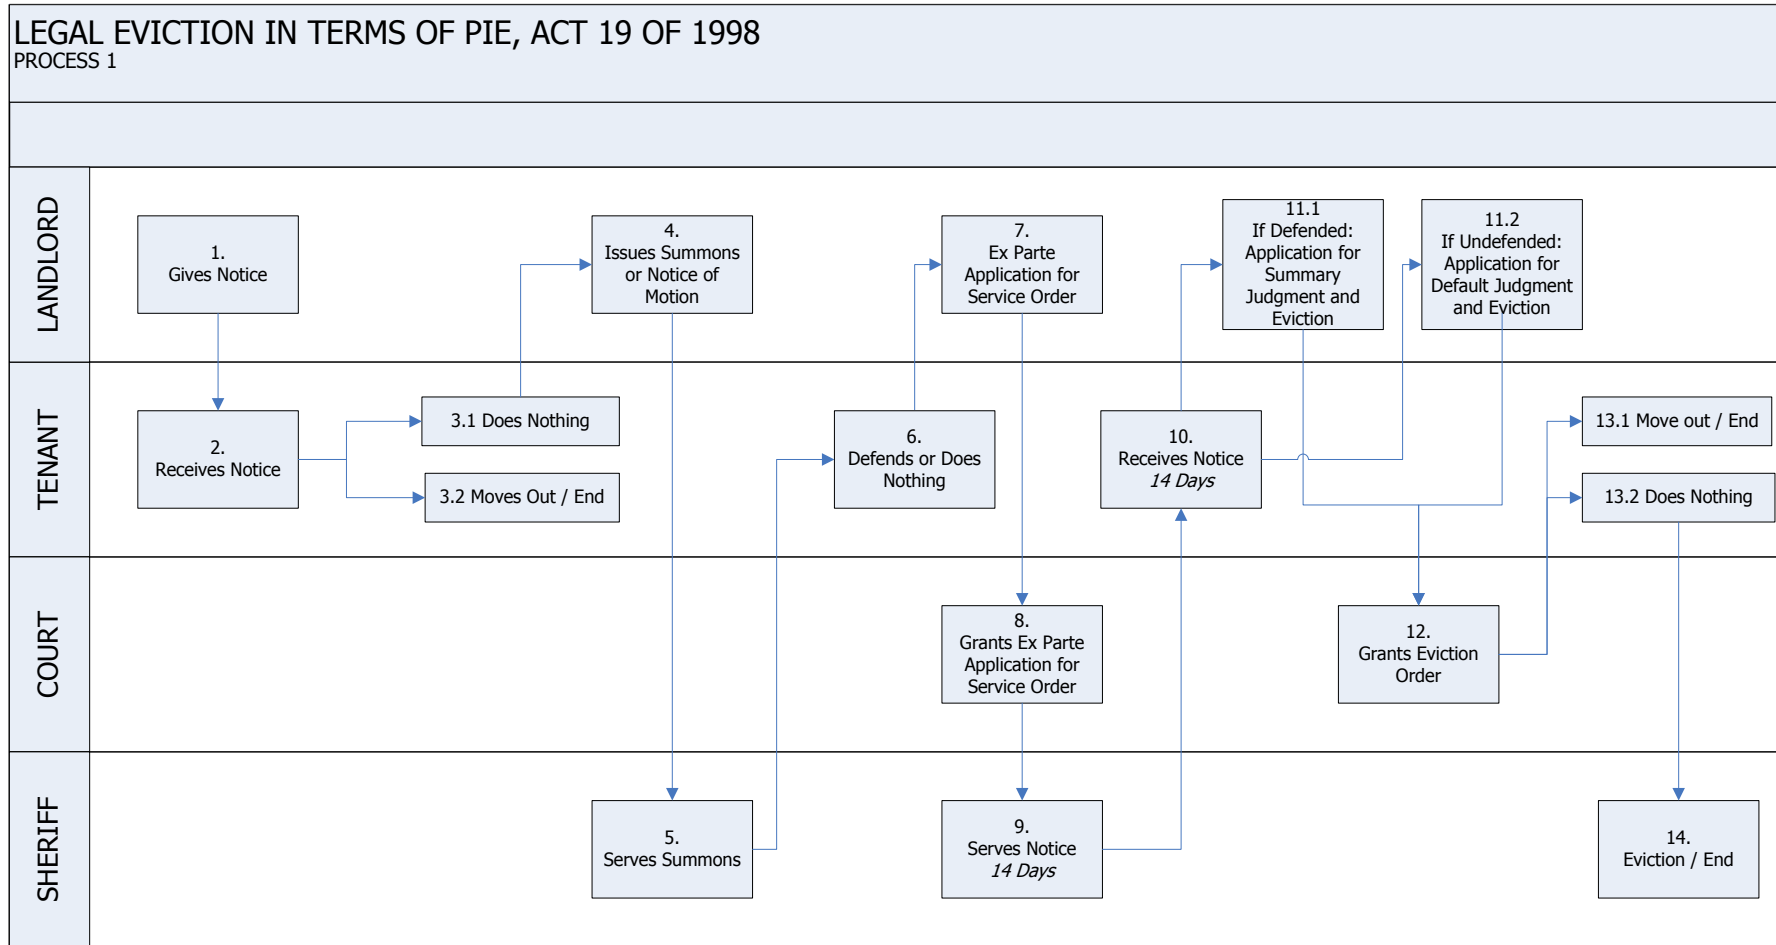 LEGAL EVICTION IN TERMS OF PIE, ACT 19 OF 1998
PROCESS 1
LANDLORD
1.
Gives Notice
4.
Issues Summons
or Notice of
Motion
7.
Ex Parte
Application for
Service Order
11.1
If Defended:
Application for
Summary
Judgment and
Eviction
11.2
If Undefended:
Application for
Default Judgment
and Eviction
TENANT
2.
Receives Notice
3.1 Does Nothing
3.2 Moves Out / End
6.
Defends or Does
Nothing
10.
Receives Notice
14 Days
13.1 Move out / End
13.2 Does Nothing
COURT
8.
Grants Ex Parte
Application for
Service Order
12.
Grants Eviction
Order
SHERIFF
5.
Serves Summons
9.
Serves Notice
14 Days
14.
Eviction / End